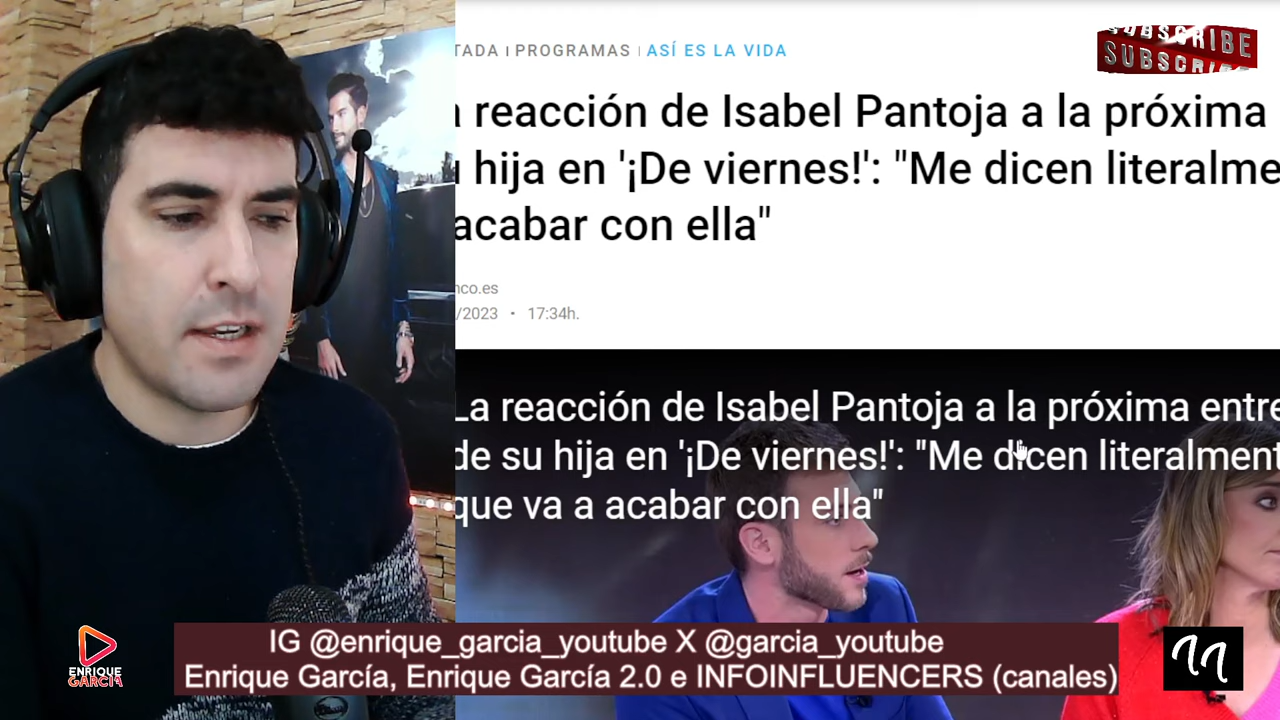 TADA | PROGRAMAS | ASÍ ES LA VIDA
SUBSCRIBE
SUBSCRIBE
a reacción de Isabel Pantoja a la próxima
u hija en '¡De viernes!': "Me dicen literalme
acabar con ella"
nco.es
/2023 • 17:34h.
La reacción de Isabel Pantoja a la próxima entre
de su hija en '¡De viernes!': "Me dicen literalment
que va a acabar con ella"
IG @enrique_garcia_youtube X @garcia_youtube
Enrique García, Enrique García 2.0 e INFOINFLUENCERS (canales)
ENRIQUE
GARCÍA